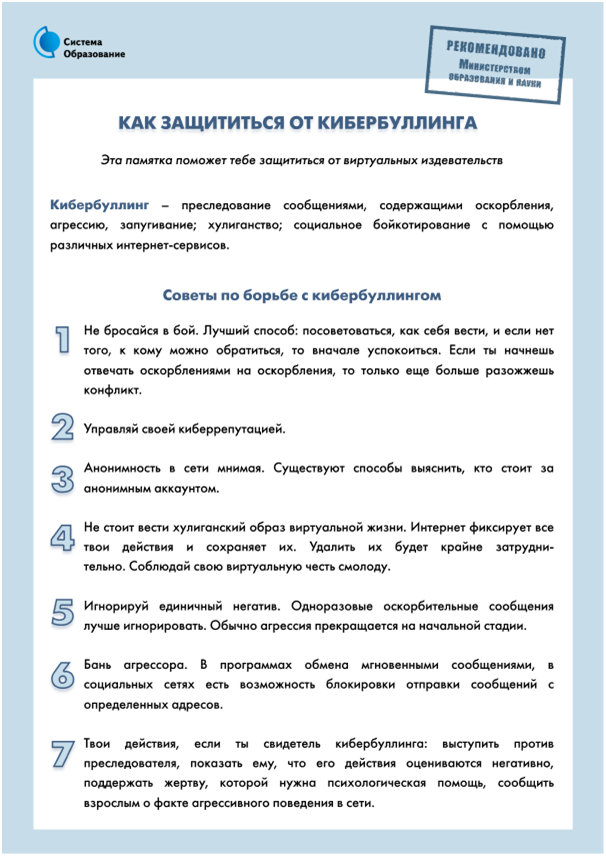 Система
Образование
РЕКОМЕНДОВАНО
Министерством
образования и науки
КАК ЗАЩИТИТЬСЯ ОТ КИБЕРБУЛЛИНГА
Эта памятка поможет тебе защититься от виртуальных издевательств
Кибербуллинг – преследование сообщениями, содержащими оскорбления,
агрессию, запугивание; хулиганство; социальное бойкотирование с помощью
различных интернет-сервисов.
Советы по борьбе с кибербуллингом
1 Не бросайся в бой. Лучший способ: посоветоваться, как себя вести, и если нет
того, к кому можно обратиться, то вначале успокоиться. Если ты начнешь
отвечать оскорблениями на оскорбления, то только еще больше разожжешь
конфликт.
2 Управляй своей киберрепутацией.
3 Анонимность в сети мнимая. Существуют способы выяснить, кто стоит за
анонимным аккаунтом.
4 Не стоит вести хулиганский образ виртуальной жизни. Интернет фиксирует все
твои действия и сохраняет их. Удалить их будет крайне затрудни-
тельно. Соблюдай свою виртуальную честь смолоду.
5 Игнорируй единичный негатив. Одноразовые оскорбительные сообщения
лучше игнорировать. Обычно агрессия прекращается на начальной стадии.
6 Бань агрессора. В программах обмена мгновенными сообщениями, в
социальных сетях есть возможность блокировки отправки сообщений с
определенных адресов.
7 Твои действия, если ты свидетель кибербуллинга: выступить против
преследователя, показать ему, что его действия оцениваются негативно,
поддержать жертву, которой нужна психологическая помощь, сообщить
взрослым о факте агрессивного поведения в сети.